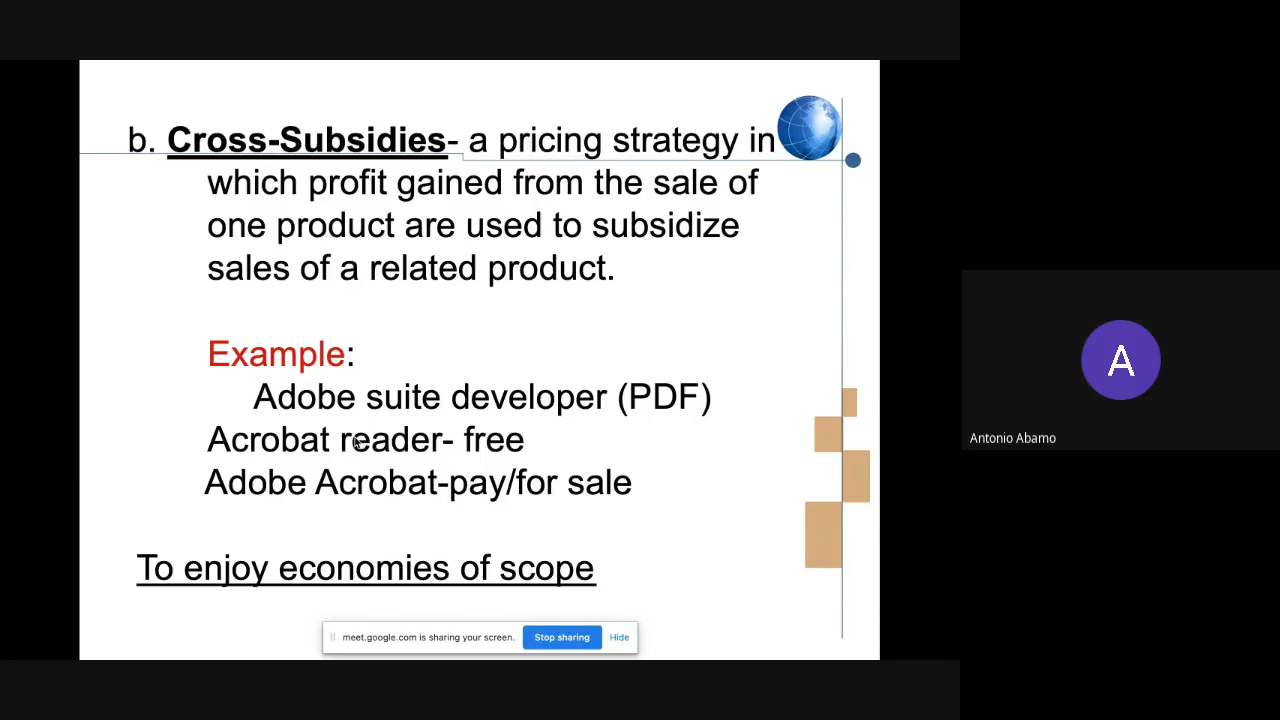 b. Cross-Subsidies- a pricing strategy in
which profit gained from the sale of
one product are used to subsidize
sales of a related product.
Example:
Adobe suite developer (PDF)
Acrobat reader- free
Adobe Acrobat-pay/for sale
To enjoy economies of scope
meet.google.com is sharing your screen. Stop sharing Hide
A
Antonio Abamo